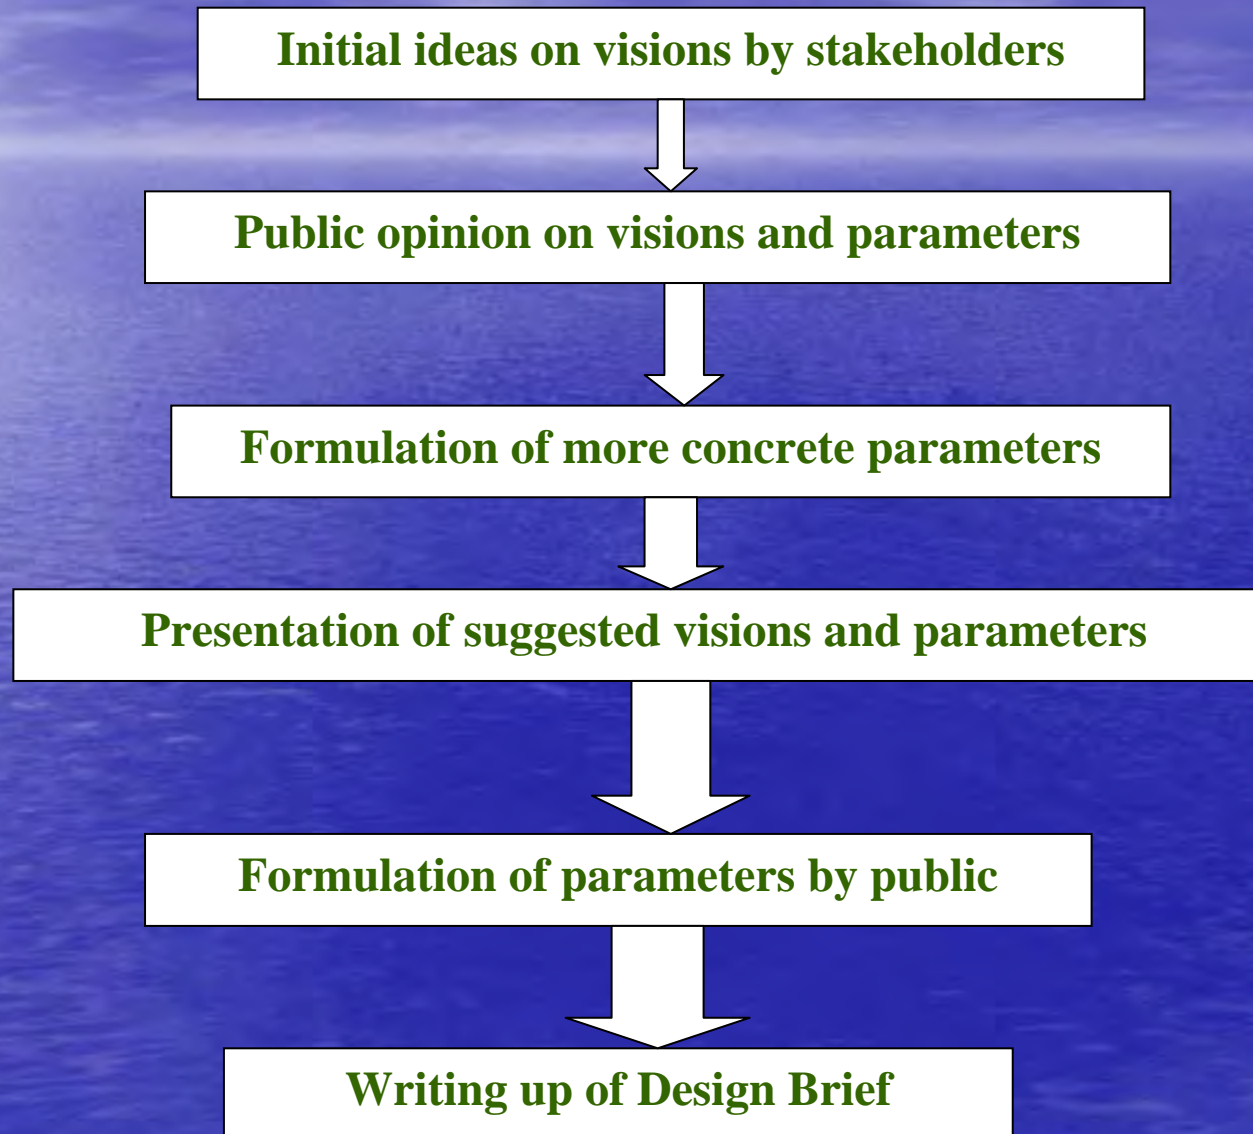 Initial ideas on visions by stakeholders
Public opinion on visions and parameters
Formulation of more concrete parameters
Presentation of suggested visions and parameters
Formulation of parameters by public
Writing up of Design Brief